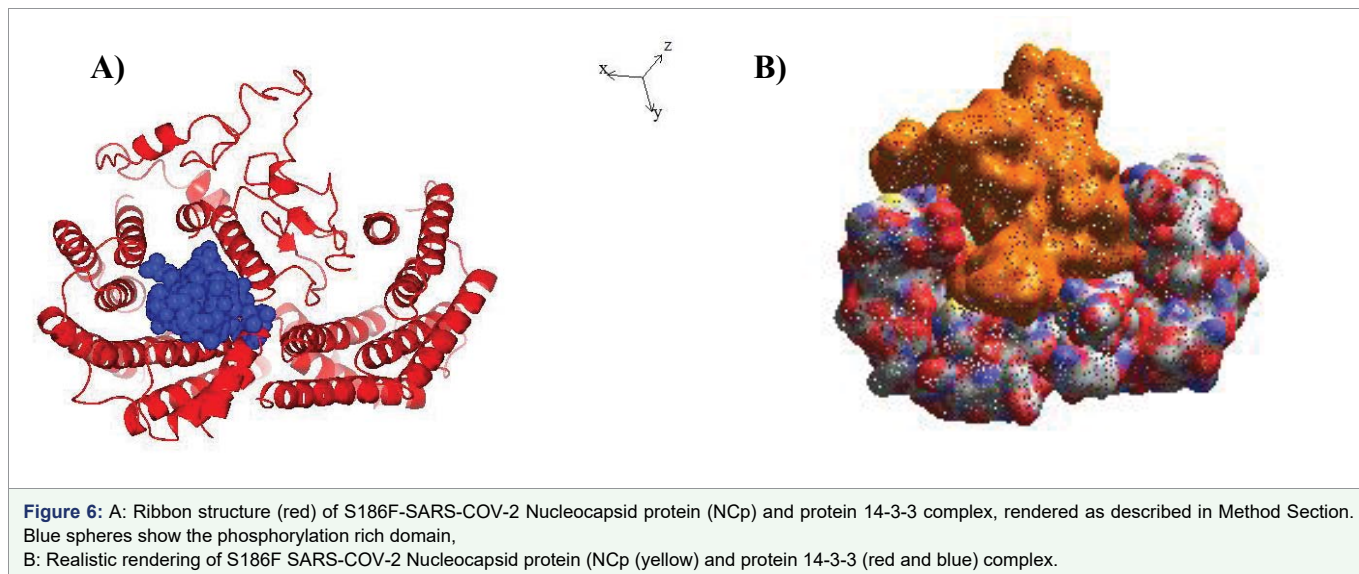 A)
z
x
y
B)
Figure 6: A: Ribbon structure (red) of S186F-SARS-COV-2 Nucleocapsid protein (NCp) and protein 14-3-3 complex, rendered as described in Method Section.
Blue spheres show the phosphorylation rich domain,
B: Realistic rendering of S186F SARS-COV-2 Nucleocapsid protein (NCp (yellow) and protein 14-3-3 (red and blue) complex.